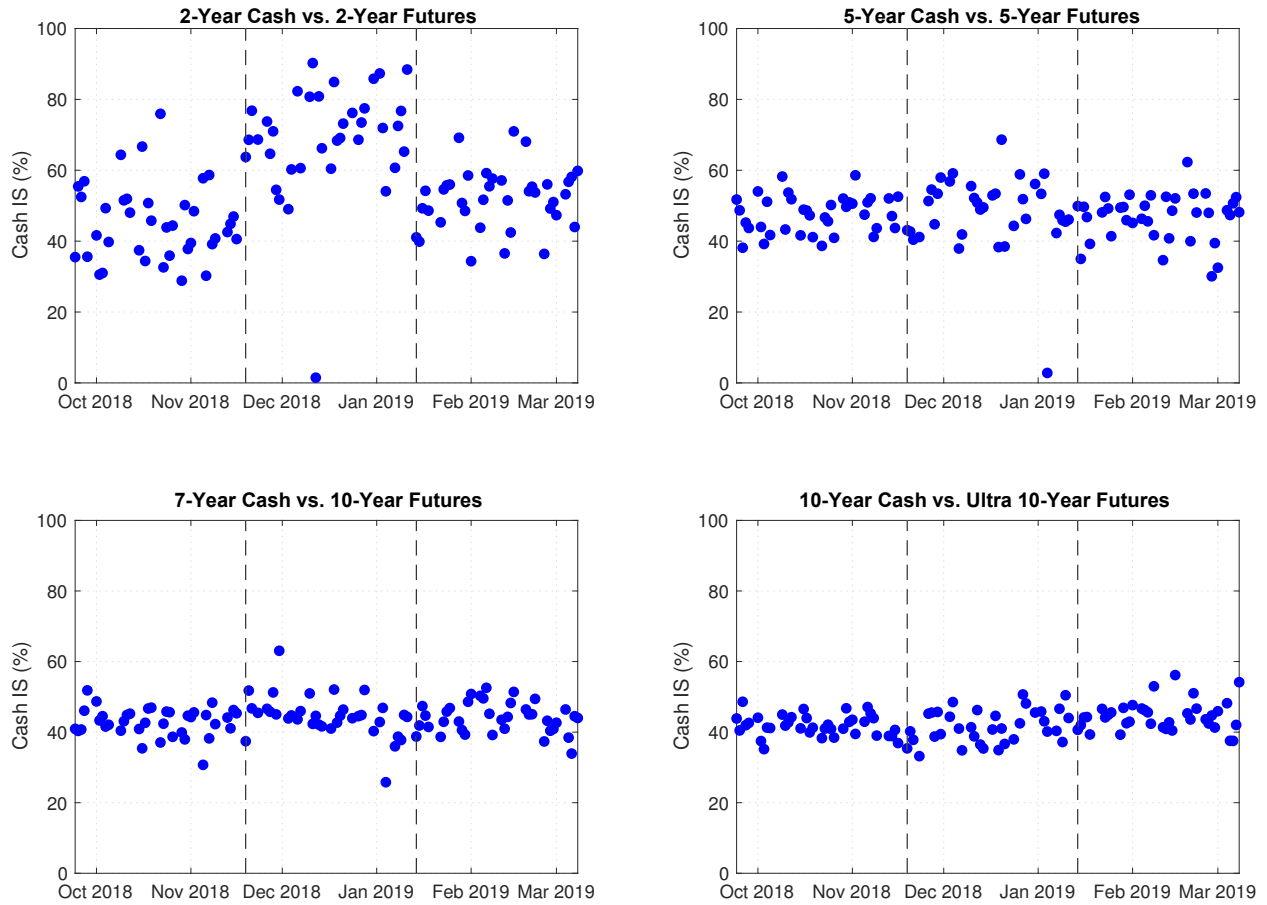 2-Year Cash vs. 2-Year Futures
100
80
60
40
20
0
Cash IS (%)
Oct 2018 Nov 2018 Dec 2018 Jan 2019 Feb 2019 Mar 2019
5-Year Cash vs. 5-Year Futures
100
80
60
40
20
0
Cash IS (%)
Oct 2018 Nov 2018 Dec 2018 Jan 2019 Feb 2019 Mar 2019
7-Year Cash vs. 10-Year Futures
100
80
60
40
20
0
Cash IS (%)
Oct 2018 Nov 2018 Dec 2018 Jan 2019 Feb 2019 Mar 2019
10-Year Cash vs. Ultra 10-Year Futures
100
80
60
40
20
0
Cash IS (%)
Oct 2018 Nov 2018 Dec 2018 Jan 2019 Feb 2019 Mar 2019